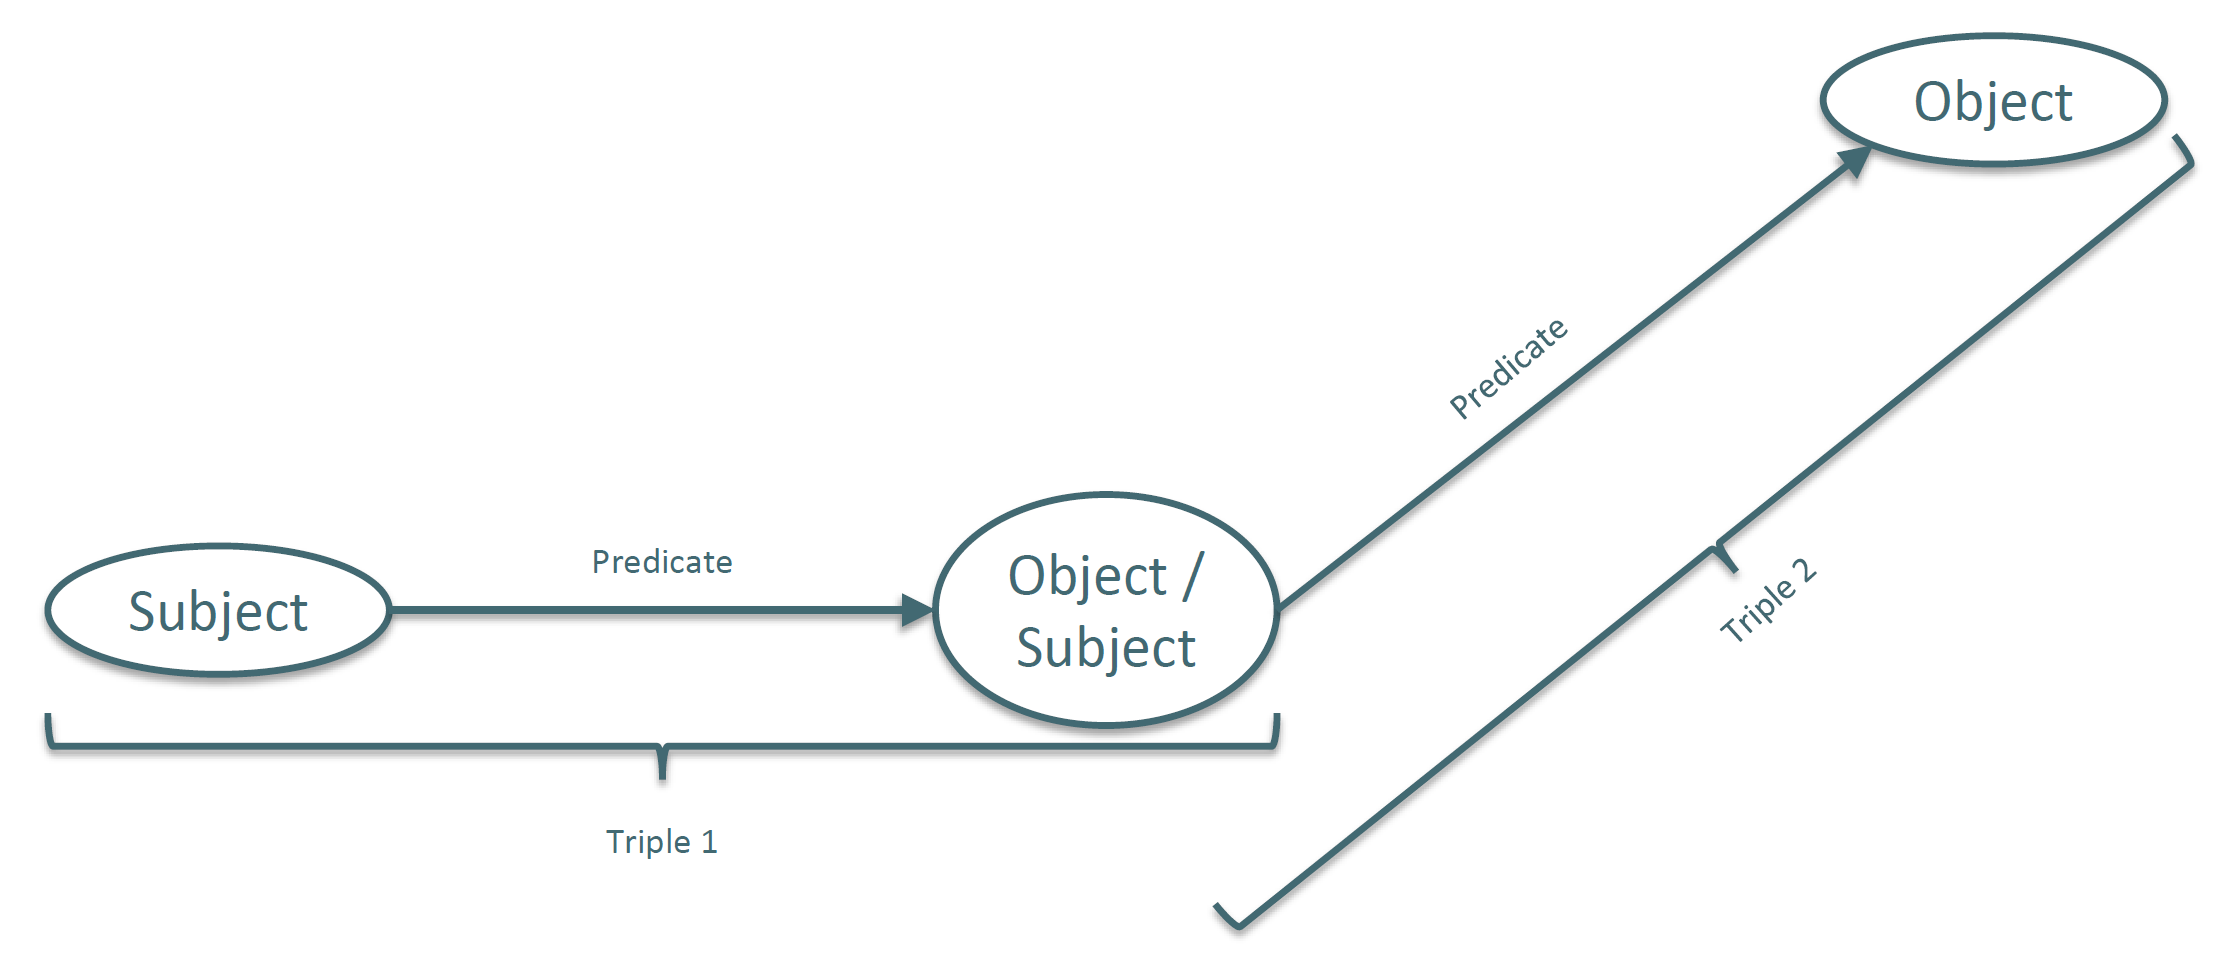 Object
Predicate
Predicate
Subject
Object /
Subject
Triple 2
Triple 1